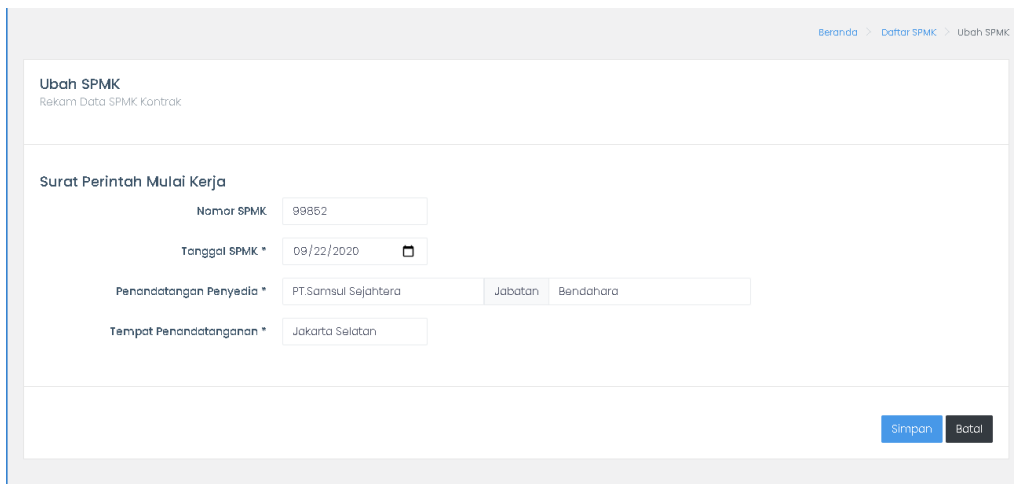 Beranda > Daftar SPMK > Ubah SPMK
Ubah SPMK
Rekam Data SPMK Kontrak
Surat Perintah Mulai Kerja
Nomor SPMK 99852
Tanggal SPMK * 09/22/2020
Penandatangan Penyedia * PT.Samsul Sejahtera Jabatan Bendahara
Tempat Penandatanganan * Jakarta Selatan
Simpan Batal